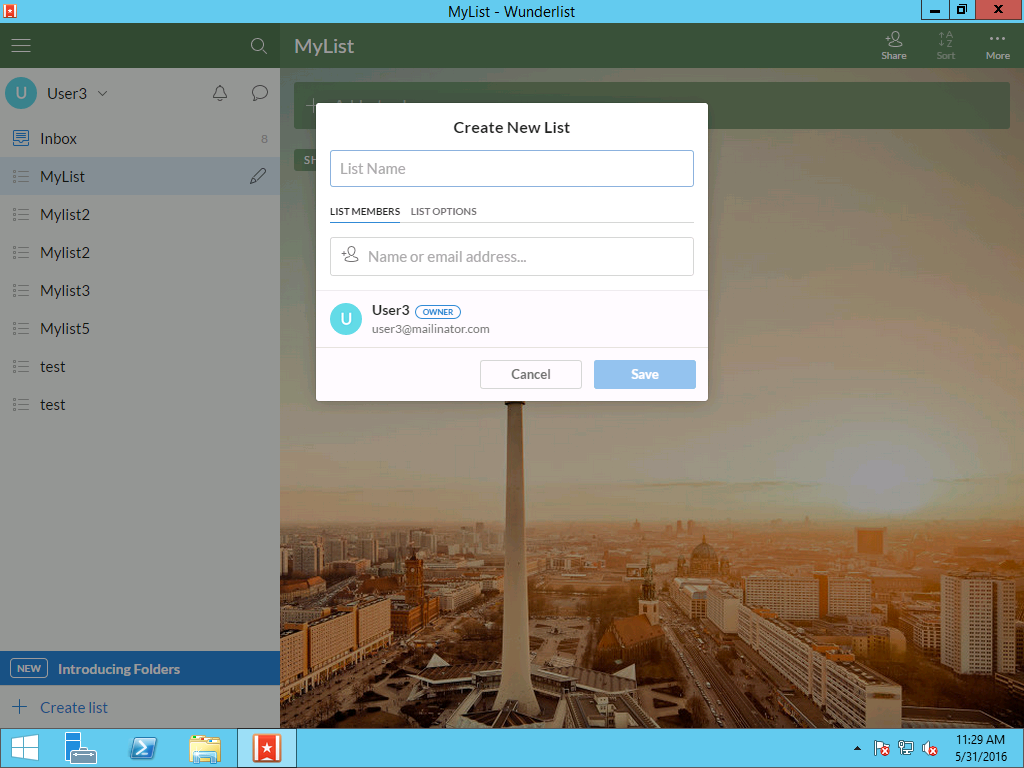 MyList - Wunderlist
MyList
Share
Sort
More
U User3
Inbox 8
MyList
Mylist2
Mylist2
Mylist3
Mylist5
test
test
NEW Introducing Folders
Create list
Create New List
List Name
LIST MEMBERS LIST OPTIONS
Name or email address...
U User3 OWNER
user3@mailinator.com
Cancel Save
11:29 AM
5/31/2016